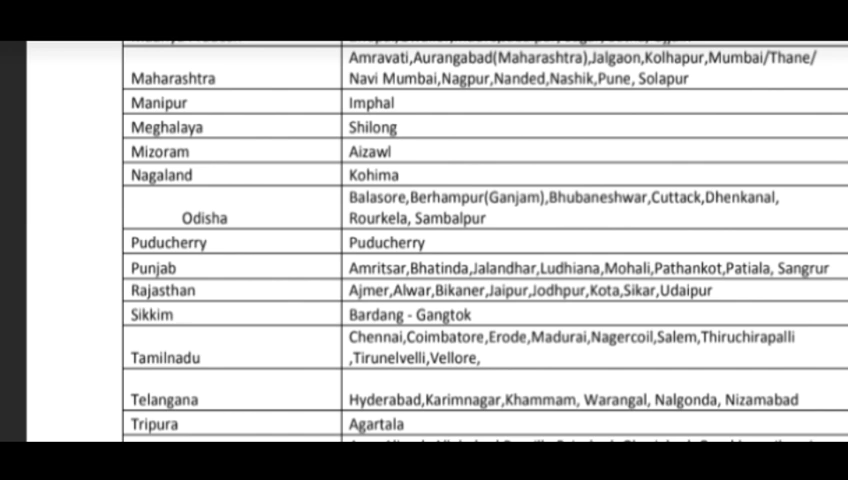 Amravati,Aurangabad(Maharashtra),Jalgaon,Kolhapur,Mumbai/Thane/
Maharashtra Navi Mumbai,Nagpur,Nanded,Nashik,Pune, Solapur
Manipur Imphal
Meghalaya Shilong
Mizoram Aizawl
Nagaland Kohima
Balasore,Berhampur(Ganjam),Bhubaneshwar,Cuttack,Dhenkanal,
Odisha Rourkela, Sambalpur
Puducherry Puducherry
Punjab Amritsar,Bhatinda,Jalandhar,Ludhiana,Mohali,Pathankot,Patiala, Sangrur
Rajasthan Ajmer,Alwar,Bikaner,Jaipur,Jodhpur,Kota,Sikar,Udaipur
Sikkim Bardang - Gangtok
Chennai,Coimbatore,Erode,Madurai,Nagercoil,Salem,Thiruchirapalli
Tamilnadu ,Tirunelvelli,Vellore,
Telangana Hyderabad,Karimnagar,Khammam, Warangal, Nalgonda, Nizamabad
Tripura Agartala